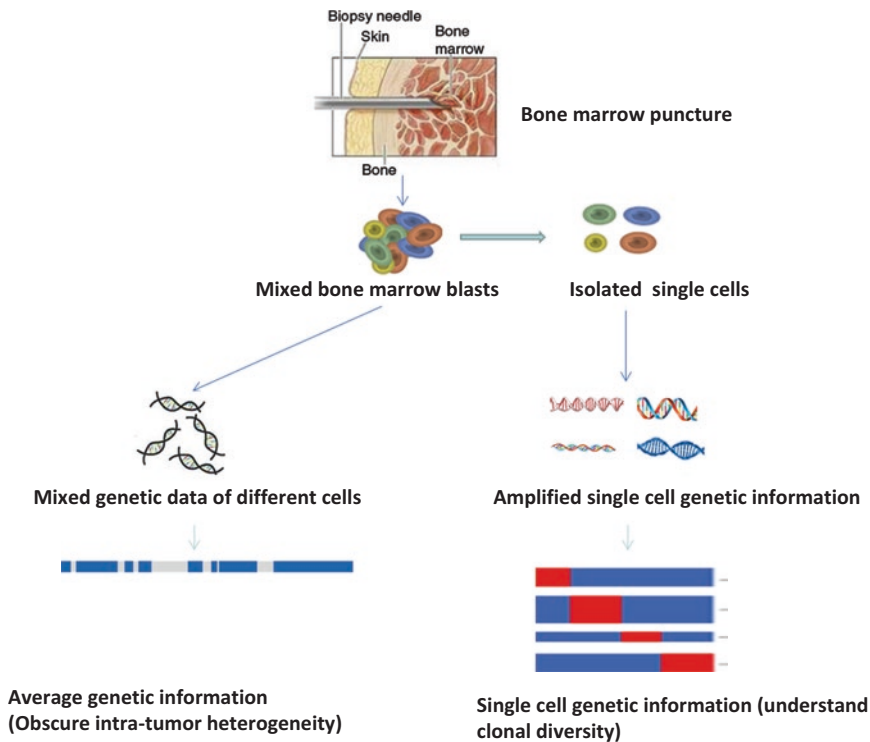 Biopsy needle
Skin
Bone
marrow
Bone marrow puncture
Bone
Mixed bone marrow blasts
Isolated single cells
Mixed genetic data of different cells
Amplified single cell genetic information
Average genetic information
(Obscure intra-tumor heterogeneity)
Single cell genetic information (understand
clonal diversity)